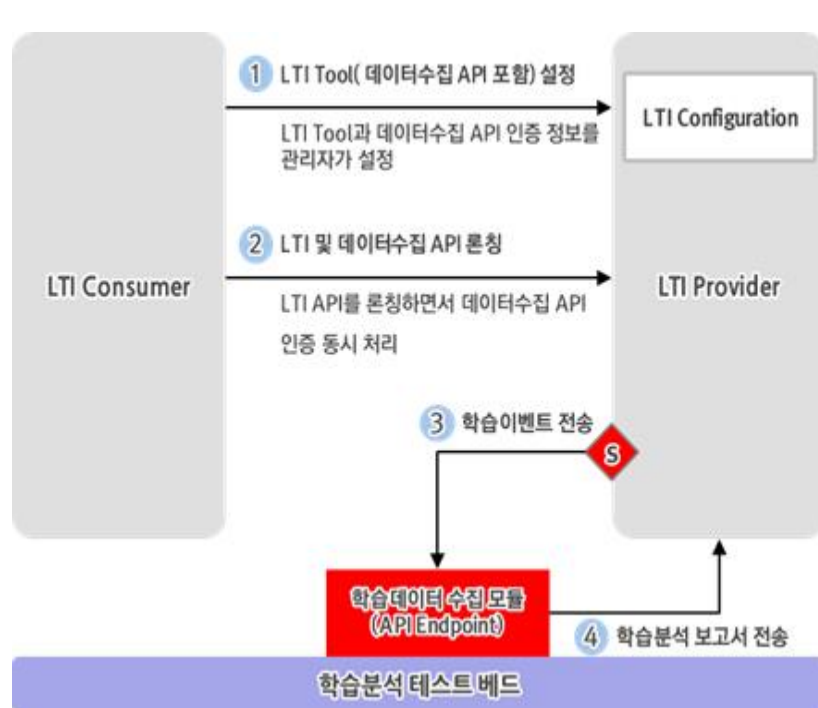 ① LTI Tool( 데이터수집 API 포함) 설정
LTI Configuration
LTI Tool과 데이터수집 API 인증 정보를
관리자가 설정
② LTI 및 데이터수집 API 론칭
LTI Consumer
LTI Provider
LTI API를 론칭하면서 데이터수집 API
인증 동시 처리
③ 학습이벤트 전송
S
학습데이터 수집 모듈
(API Endpoint)
④ 학습분석 보고서 전송
학습분석 테스트 베드